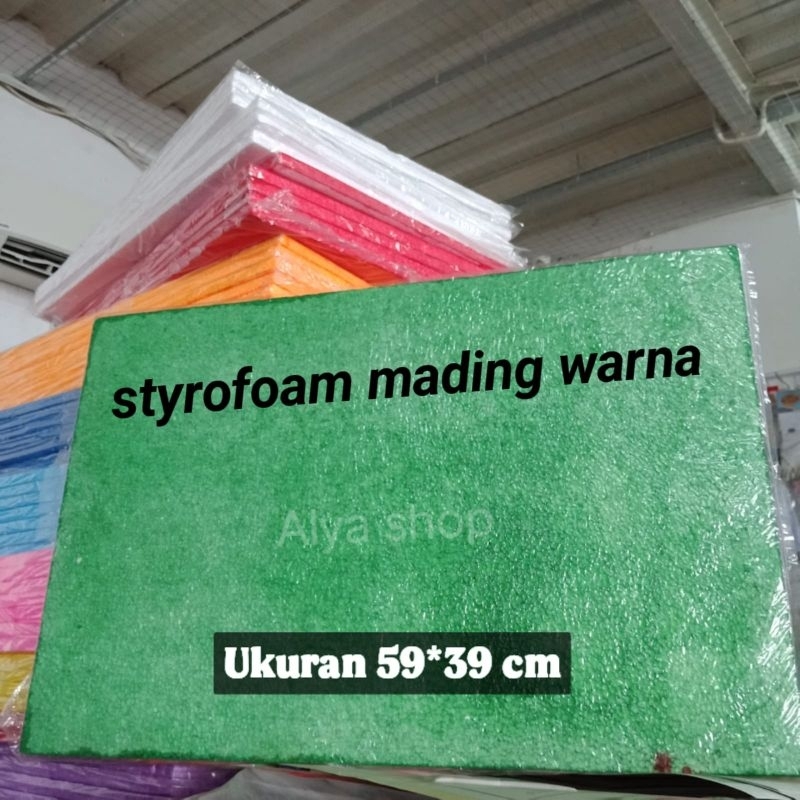 styrofoam mading warna
Alya shop
Ukuran 59*39 cm